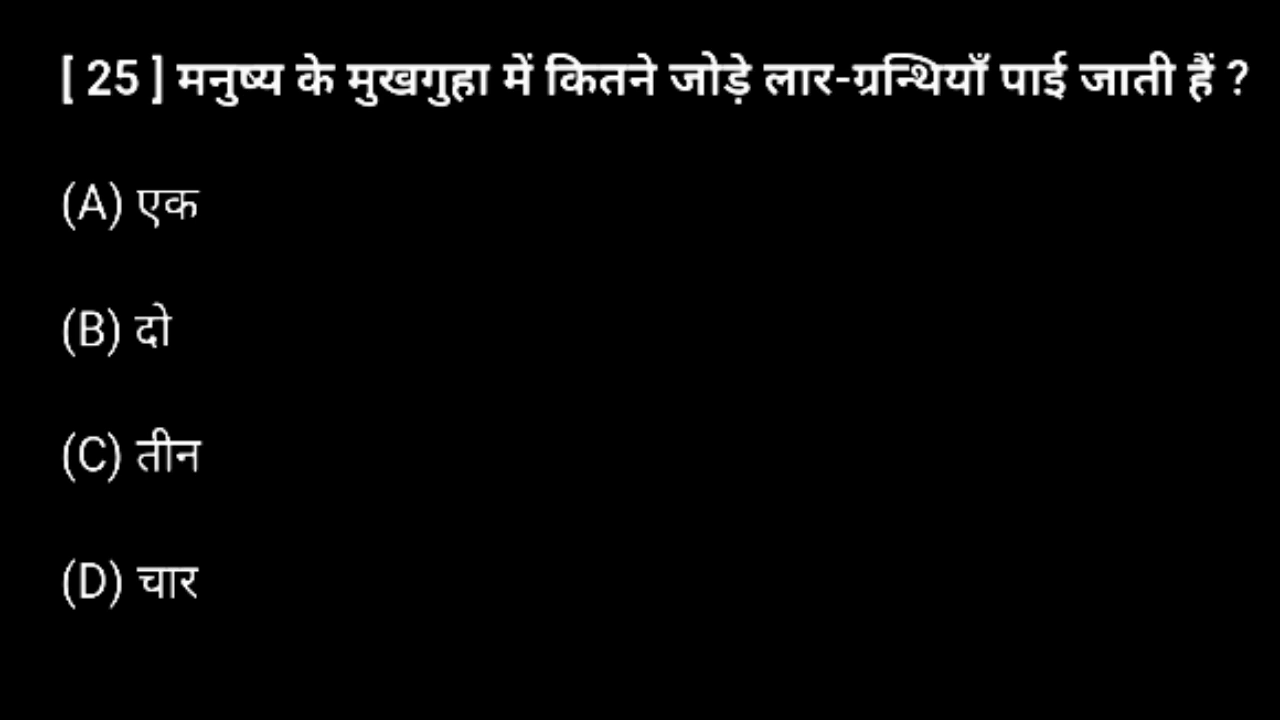 [ 25 ] मनुष्य के मुखगुहा में कितने जोड़े लार-ग्रन्थियाँ पाई जाती हैं ?
(A) एक
(B) दो
(C) तीन
(D) चार